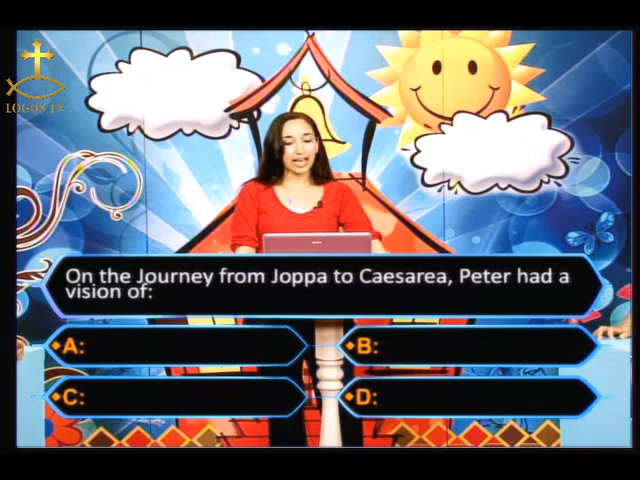 LOGOS TV
On the Journey from Joppa to Caesarea, Peter had a
vision of:
A:
B:
C:
D: